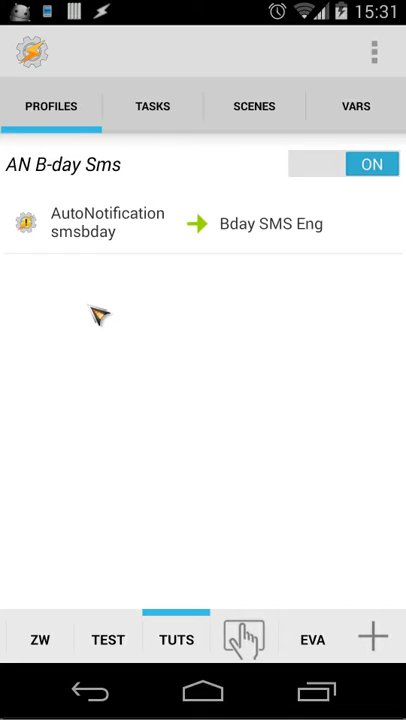 15:31
PROFILES TASKS SCENES VARS
AN B-day Sms ON
AutoNotification
smsbday
Bday SMS Eng
ZW TEST TUTS EVA